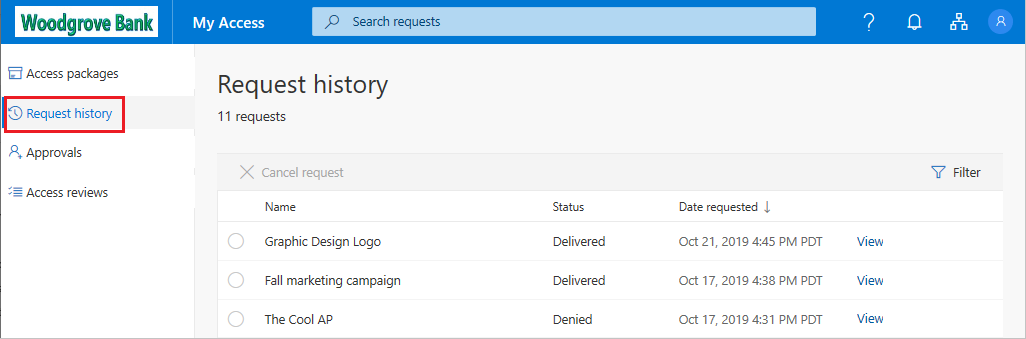 Woodgrove Bank My Access Search requests ?
Access packages
Request history
Approvals
Access reviews
Request history
11 requests
Cancel request Filter
Name Status Date requested ↓
Graphic Design Logo Delivered Oct 21, 2019 4:45 PM PDT View
Fall marketing campaign Delivered Oct 17, 2019 4:38 PM PDT View
The Cool AP Denied Oct 17, 2019 4:31 PM PDT View